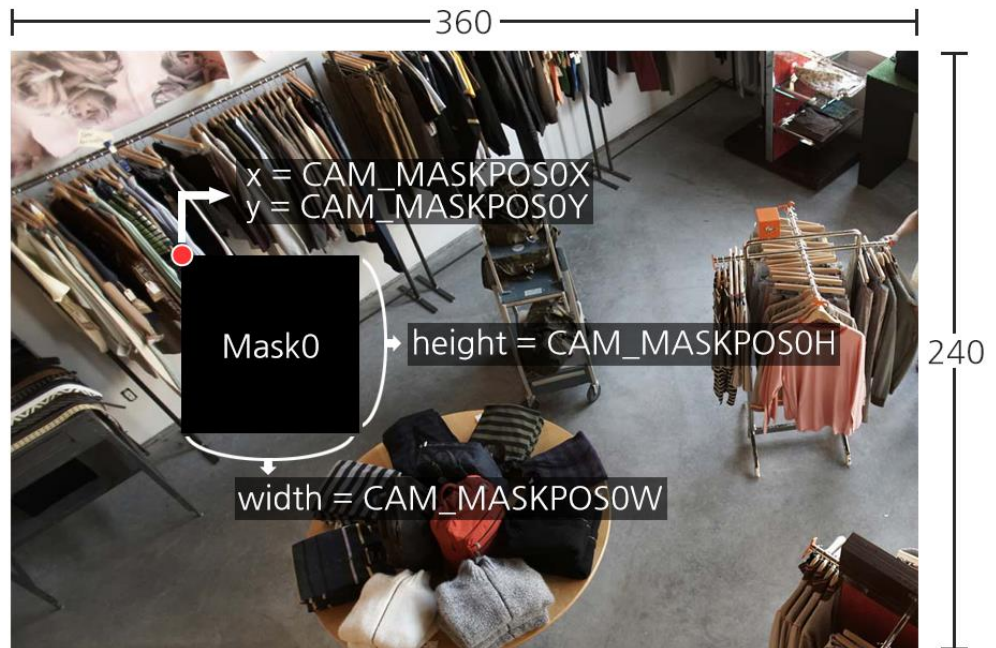 360
x = CAM_MASKPOS0X
y = CAM_MASKPOS0Y
Mask0
height = CAM_MASKPOS0H
240
width = CAM_MASKPOS0W